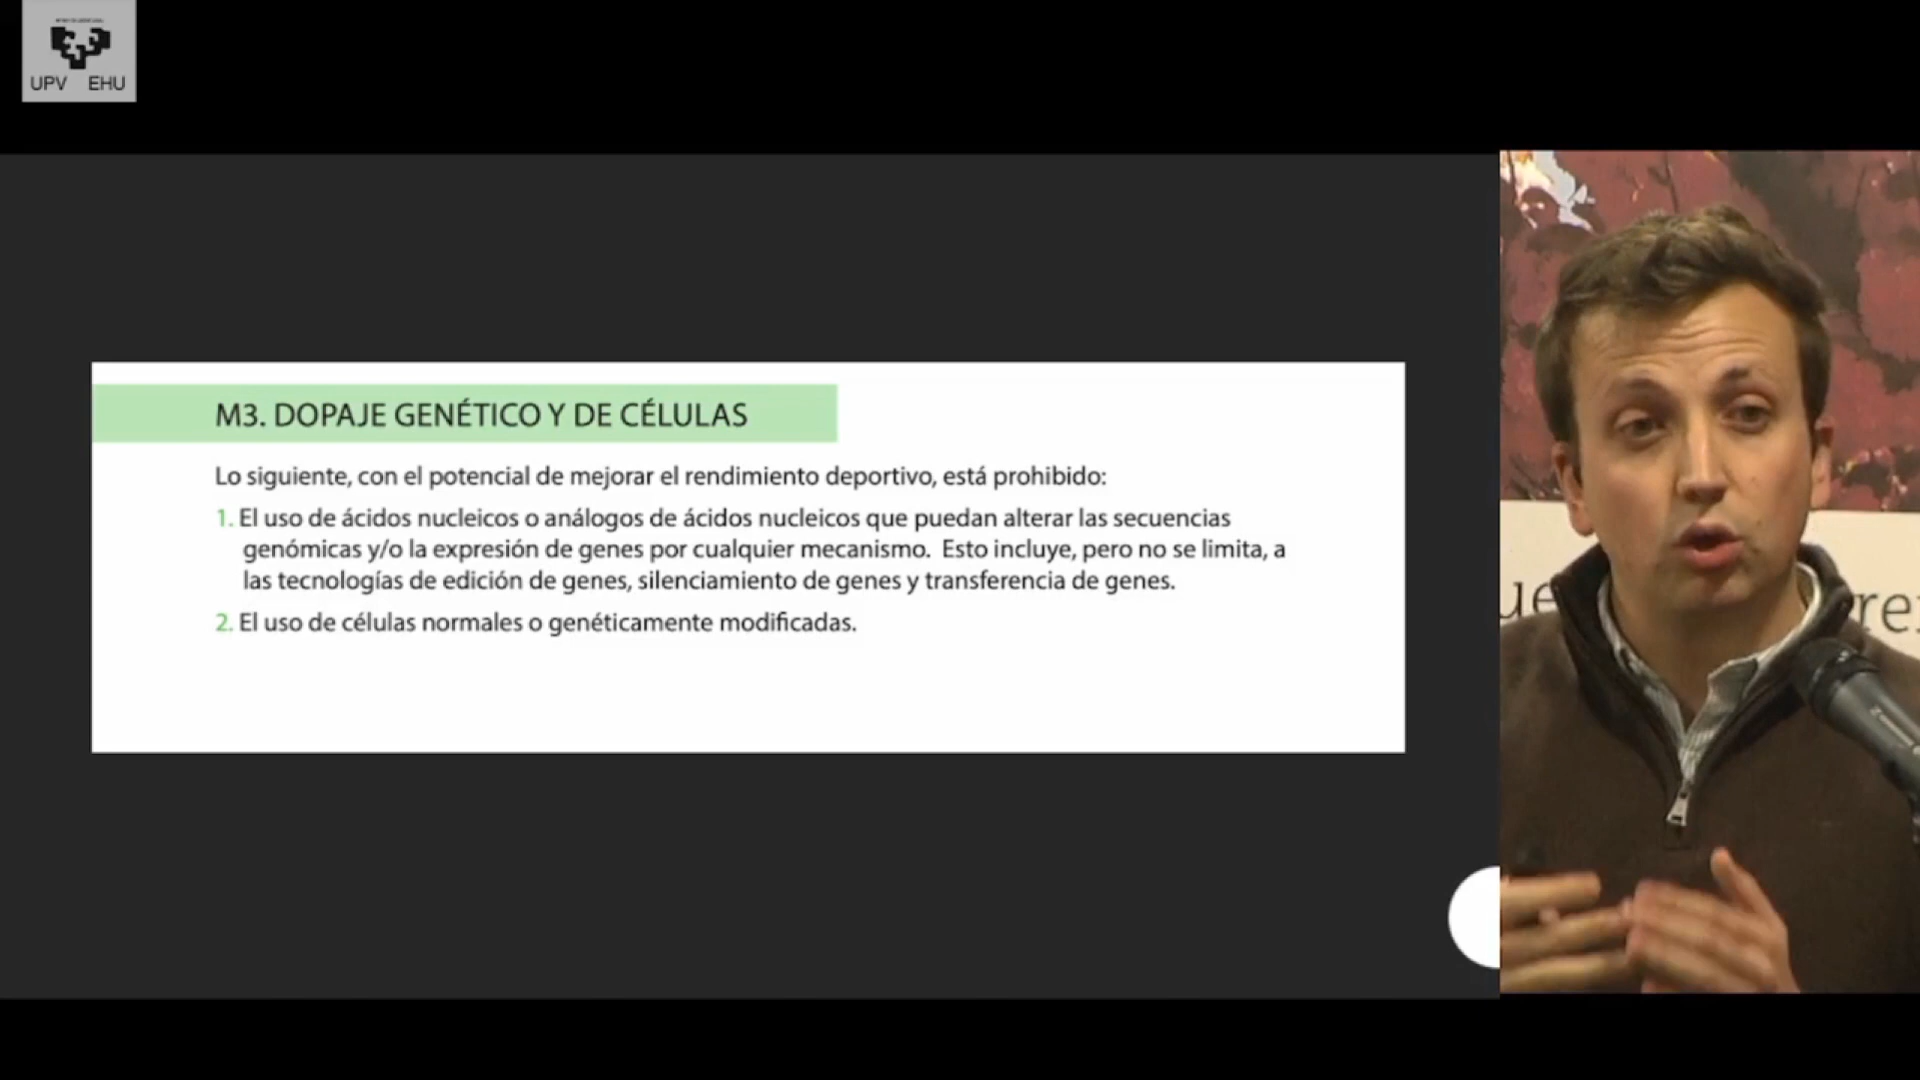 UPV EHU
M3. DOPAJE GENÉTICO Y DE CÉLULAS
Lo siguiente, con el potencial de mejorar el rendimiento deportivo, está prohibido:
1. El uso de ácidos nucleicos o análogos de ácidos nucleicos que puedan alterar las secuencias
genómicas y/o la expresión de genes por cualquier mecanismo. Esto incluye, pero no se limita, a
las tecnologías de edición de genes, silenciamiento de genes y transferencia de genes.
2. El uso de células normales o genéticamente modificadas.